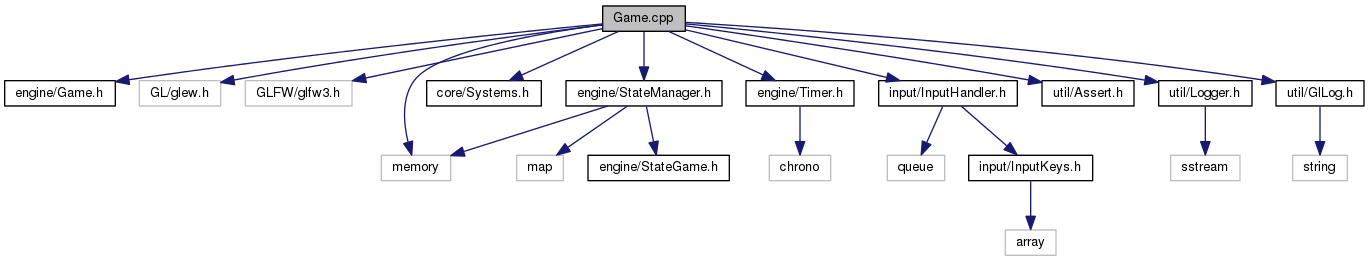 Game.cpp
engine/Game.h
GL/glew.h
GLFW/glfw3.h
core/Systems.h
engine/StateManager.h
engine/Timer.h
input/InputHandler.h
util/Assert.h
util/Logger.h
util/GlLog.h
memory
map
engine/StateGame.h
chrono
queue
input/InputKeys.h
sstream
string
array